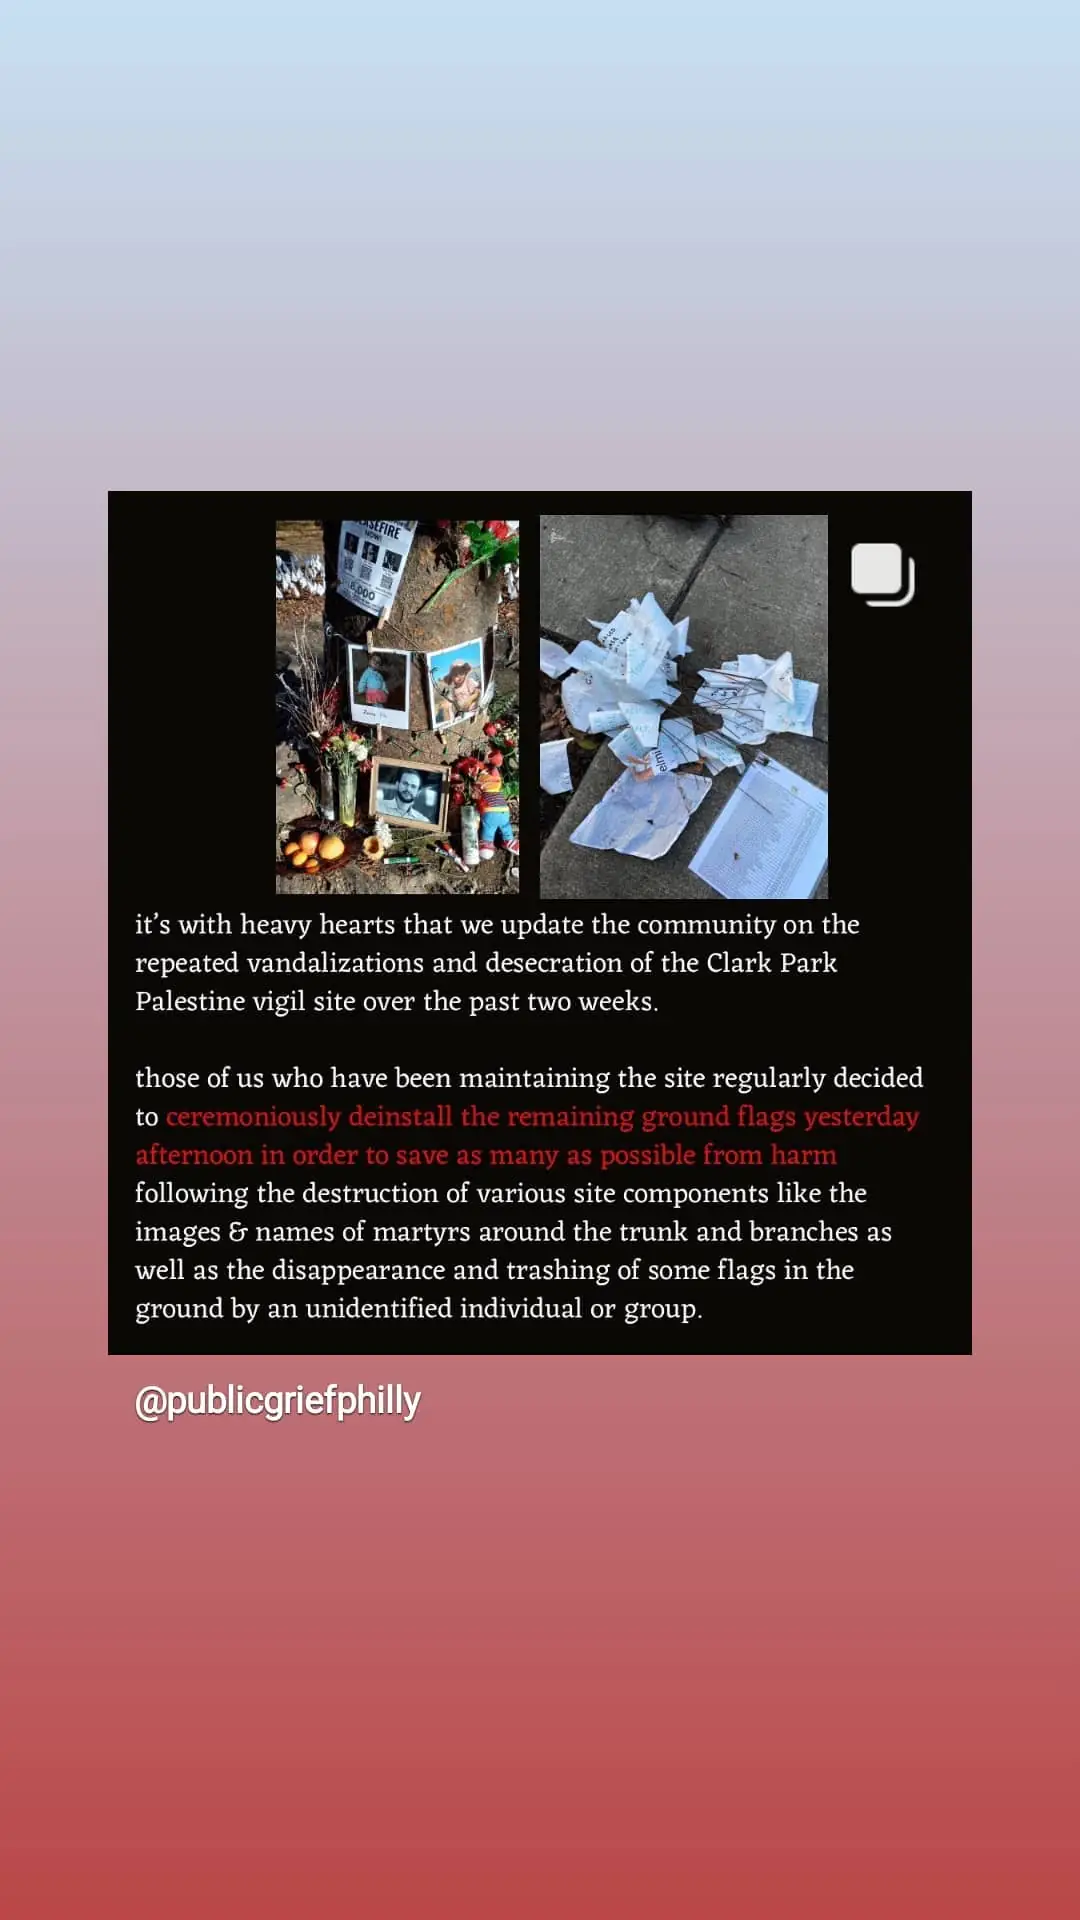 CEASEFIRE
NOW!
8,000
it's with heavy hearts that we update the community on the
repeated vandalizations and desecration of the Clark Park
Palestine vigil site over the past two weeks.
those of us who have been maintaining the site regularly decided
to ceremoniously deinstall the remaining ground flags yesterday
afternoon in order to save as many as possible from harm
following the destruction of various site components like the
images & names of martyrs around the trunk and branches as
well as the disappearance and trashing of some flags in the
ground by an unidentified individual or group.
@publicgriefphilly